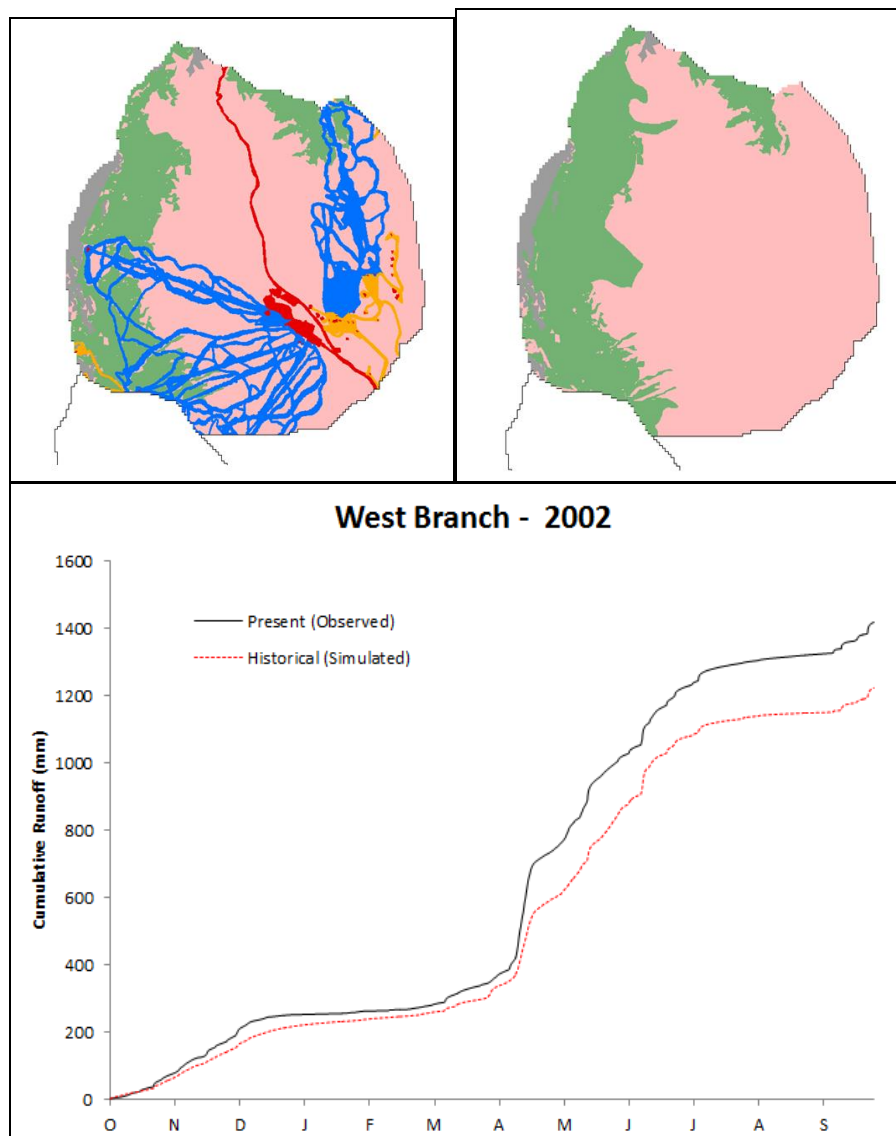 West Branch - 2002
1600
1400
1200
1000
800
600
400
200
0
Cumulative Runoff (mm)
Present (Observed)
Historical (Simulated)
O N D J F M A M J J A S